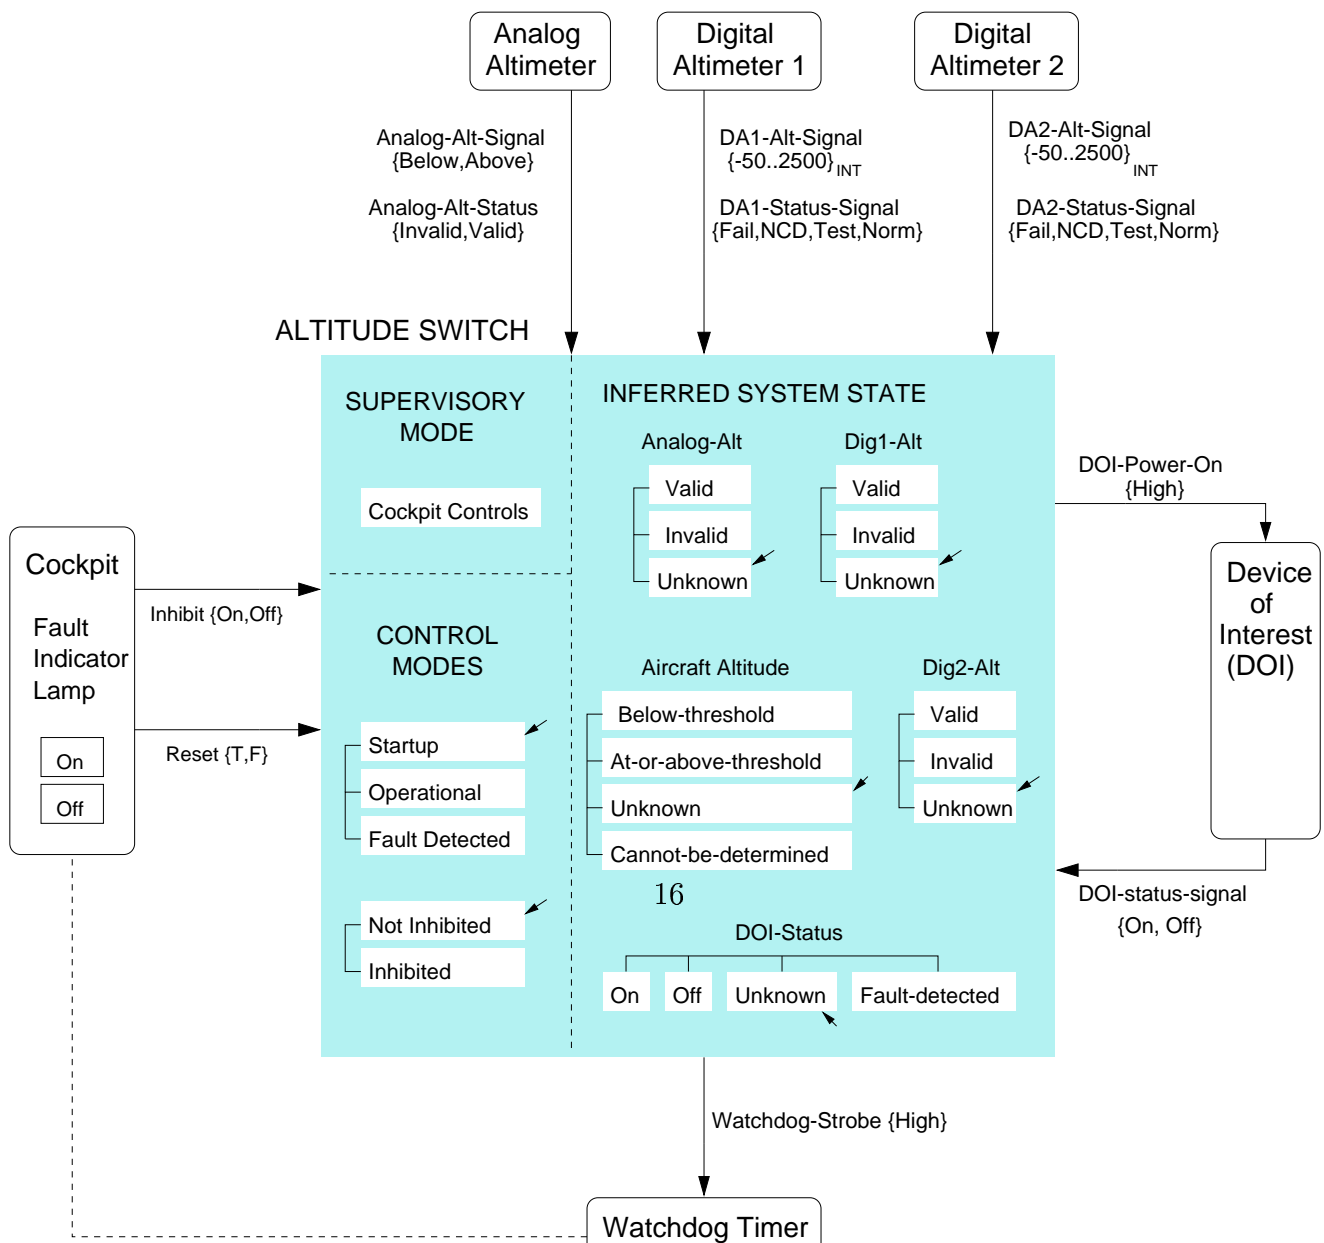 Analog
Altimeter
Digital
Altimeter 1
Digital
Altimeter 2
Analog-Alt-Signal
{Below,Above}
Analog-Alt-Status
{Invalid,Valid}
DA1-Alt-Signal
{-50..2500}INT
DA1-Status-Signal
{Fail,NCD,Test,Norm}
DA2-Alt-Signal
{-50..2500}INT
DA2-Status-Signal
{Fail,NCD,Test,Norm}
ALTITUDE SWITCH
SUPERVISORY
MODE
Cockpit Controls
INFERRED SYSTEM STATE
Analog-Alt
Valid
Invalid
Unknown
Dig1-Alt
Valid
Invalid
Unknown
DOI-Power-On
{High}
Cockpit
Fault
Indicator
Lamp
On
Off
Inhibit {On,Off}
Reset {T,F}
CONTROL
MODES
Startup
Operational
Fault Detected
Not Inhibited
Inhibited
Aircraft Altitude
Below-threshold
At-or-above-threshold
Unknown
Cannot-be-determined
Dig2-Alt
Valid
Invalid
Unknown
Device
of
Interest
(DOI)
16
DOI-Status
On
Off
Unknown
Fault-detected
DOI-status-signal
{On, Off}
Watchdog-Strobe {High}
Watchdog Timer